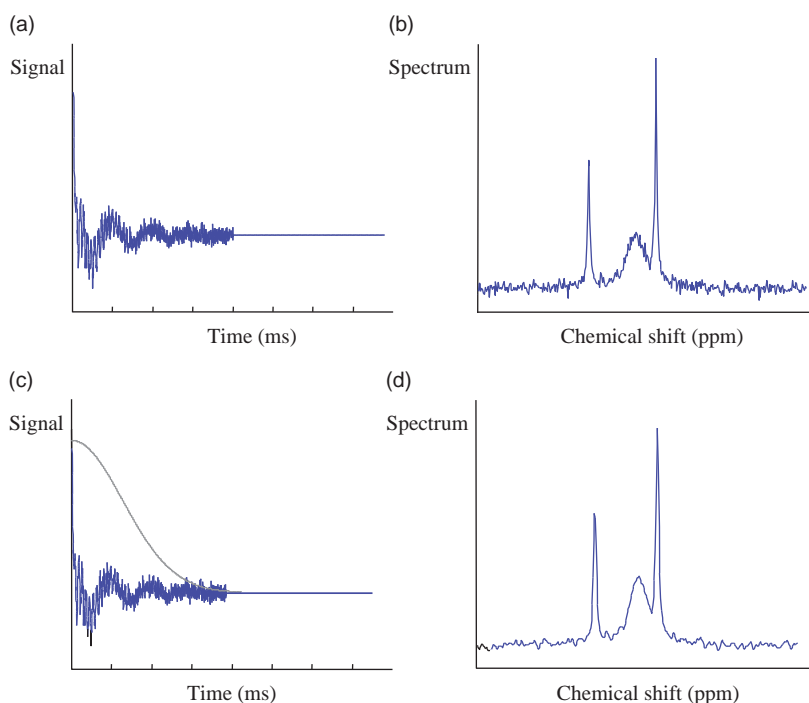 (a)
Signal
Time (ms)
(b)
Spectrum
Chemical shift (ppm)
(c)
Signal
Time (ms)
(d)
Spectrum
Chemical shift (ppm)